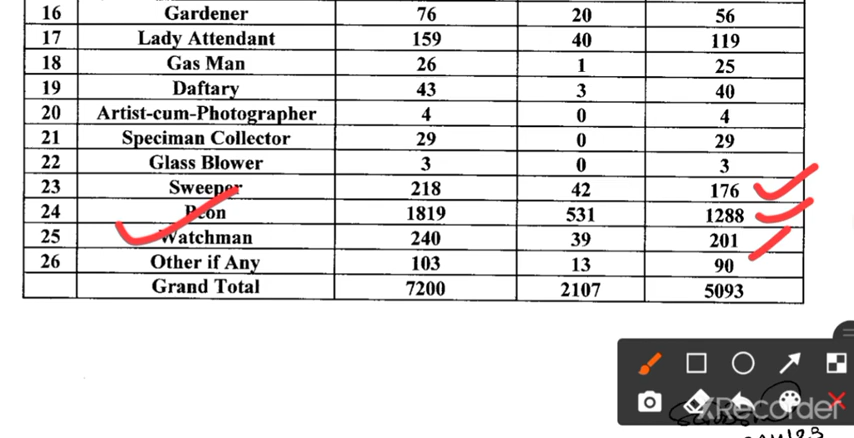 16 Gardener 76 20 56
17 Lady Attendant 159 40 119
18 Gas Man 26 1 25
19 Daftary 43 3 40
20 Artist-cum-Photographer 4 0 4
21 Speciman Collector 29 0 29
22 Glass Blower 3 0 3
23 Sweeper 218 42 176
24 Peon 1819 531 1288
25 Watchman 240 39 201
26 Other if Any 103 13 90
Grand Total 7200 2107 5093
XRecorder